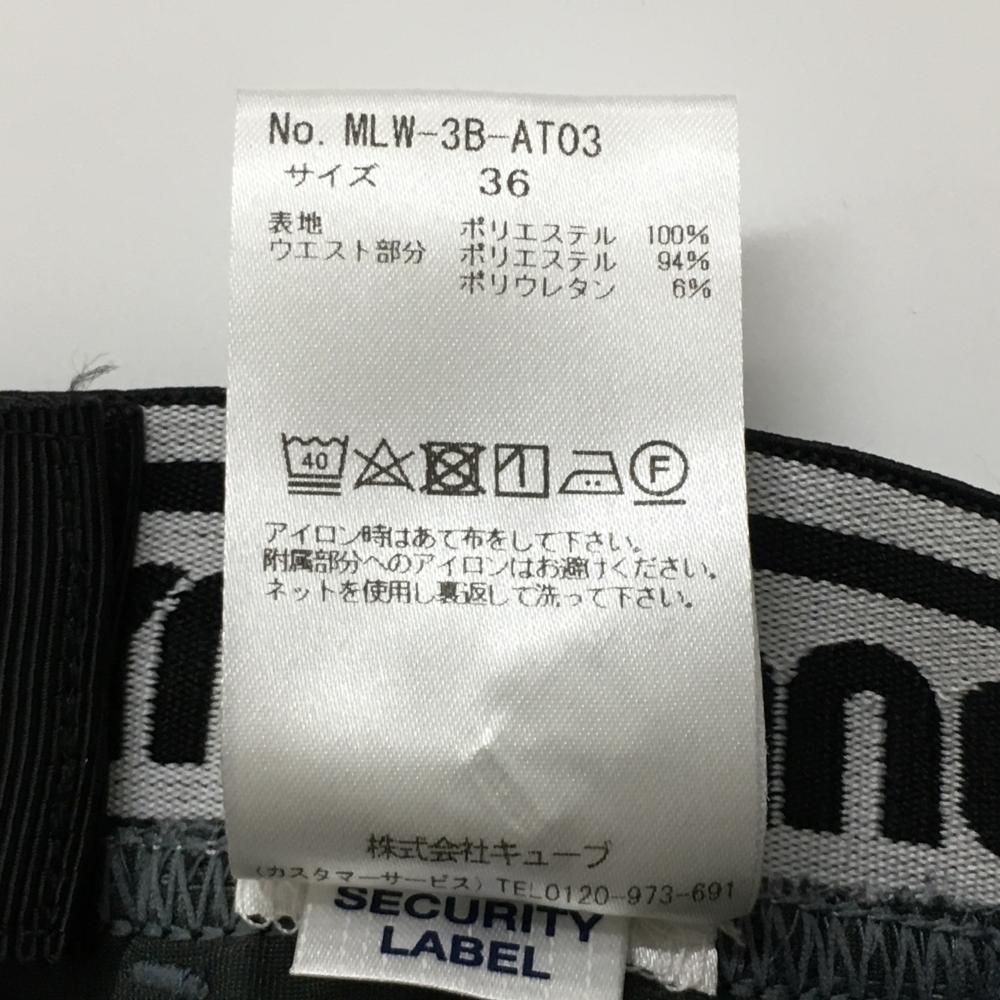 No. MLW-3B-AT03
サイズ 36
表地 ポリエステル 100%
ウエスト部分 ポリエステル 94%
ポリウレタン 6%
40
F
アイロン時はあて布をして下さい。
附属部分へのアイロンはお避けください。
ネットを使用し裏返して洗って下さい。
株式会社キューブ
(カスタマーサービス) TEL0120-973-691
SECURITY
LABEL